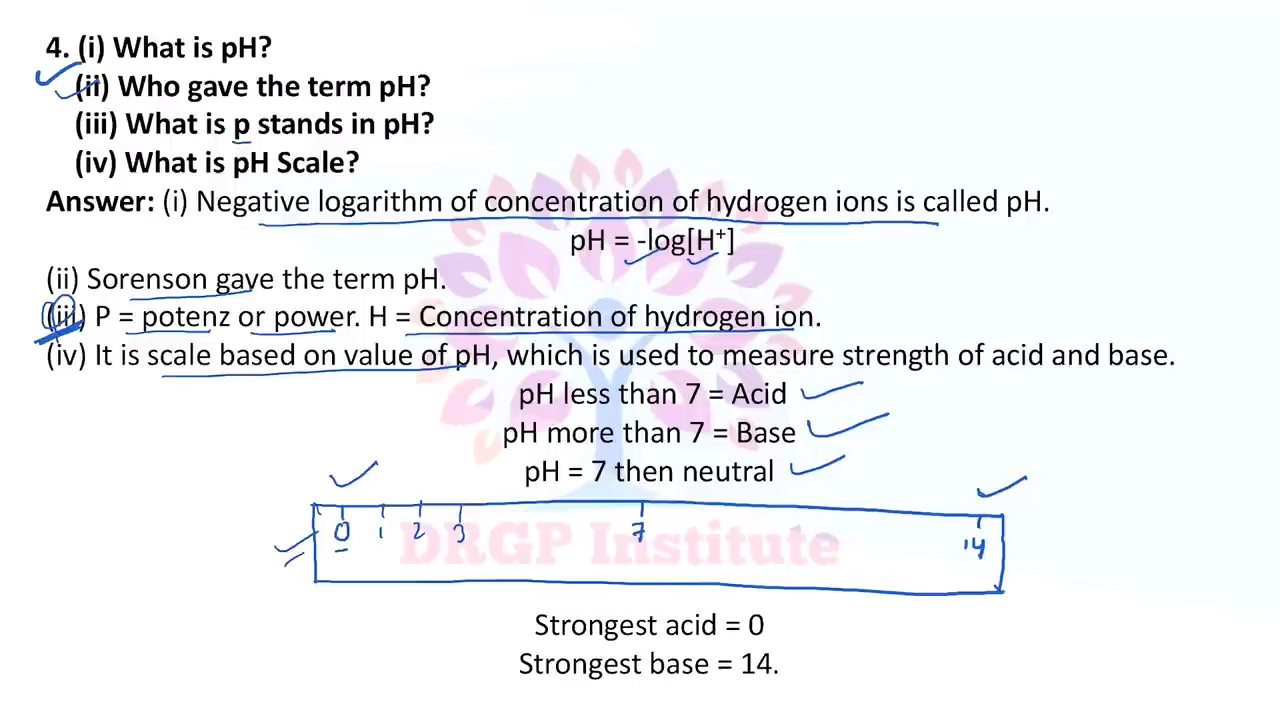 4. (i) What is pH?
(ii) Who gave the term pH?
(iii) What is p stands in pH?
(iv) What is pH Scale?
Answer: (i) Negative logarithm of concentration of hydrogen ions is called pH.
pH = -log[H⁺]
(ii) Sorenson gave the term pH.
(iii) P = potenz or power. H = Concentration of hydrogen ion.
(iv) It is scale based on value of pH, which is used to measure strength of acid and base.
pH less than 7 = Acid
pH more than 7 = Base
pH = 7 then neutral
0 1 2 3 7 14
DRGP Institute
Strongest acid = 0
Strongest base = 14.